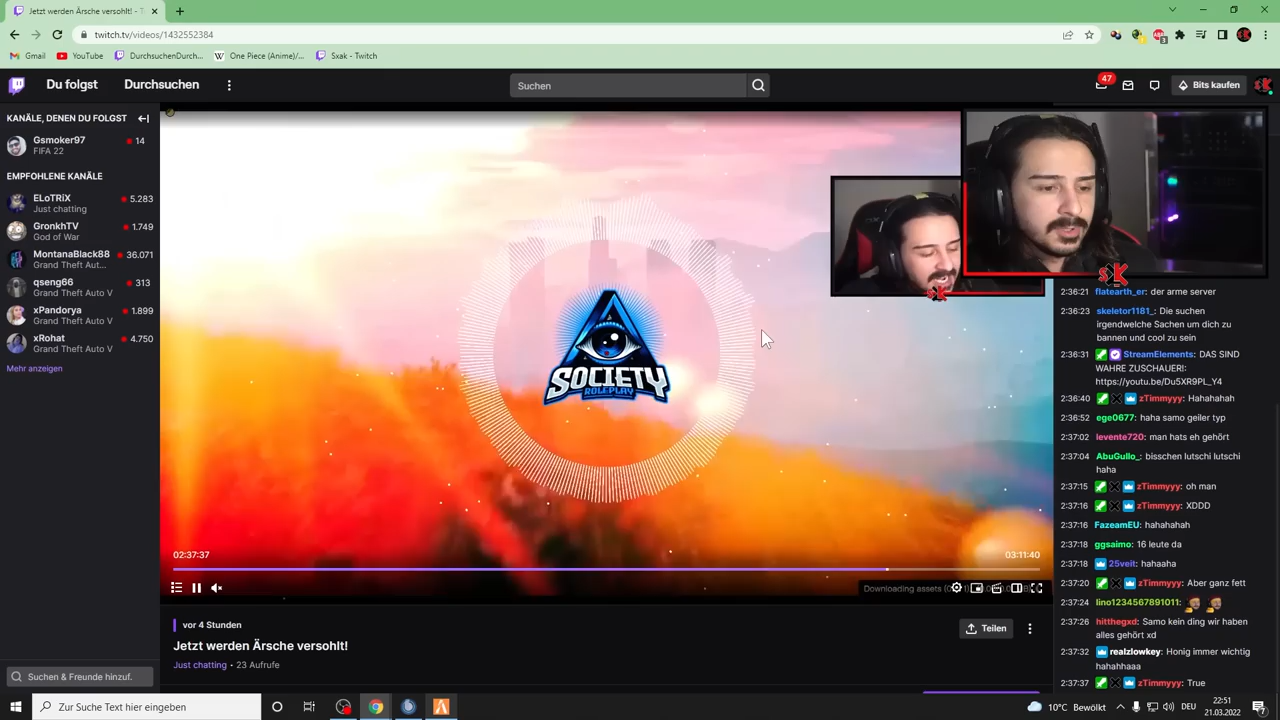 Jetzt werden Ärsche versohlt! - T
twitch.tv/videos/1432552384
3
Gmail
YouTube
DurchsuchenDurch...
One Piece (Anime)/...
Sxak - Twitch
Du folgst
Durchsuchen
Suchen
47
Bits kaufen
KANÄLE, DENEN DU FOLGST
Gsmoker97
14
FIFA 22
EMPFOHLENE KANÄLE
ELoTRiX
5.283
Just chatting
GronkhTV
1.749
God of War
MontanaBlack88
36.071
Grand Theft Aut...
qseng66
313
Grand Theft Auto V
xPandorya
1.899
Grand Theft Auto V
xRohat
4.750
Grand Theft Auto V
Mehr anzeigen
Suchen & Freunde hinzuf.
SOCIETY
ROLEPLAY
02:37:37
03:11:40
Downloading assets
vor 4 Stunden
Jetzt werden Ärsche versohlt!
Just chatting • 23 Aufrufe
Teilen
2:36:21 flatearth_er: der arme server
2:36:23 skeletor1181_: Die suchen
irgendwelche Sachen um dich zu
bannen und cool zu sein
2:36:31 StreamElements: DAS SIND
WAHRE ZUSCHAUER!:
https://youtu.be/Du5XR9PL_Y4
2:36:40 zTimmyyy: Hahahahah
2:36:52 ege0677: haha samo geiler typ
2:37:02 levente720: man hats eh gehört
2:37:04 AbuGullo_: bisschen lutschi lutschi
haha
2:37:15 zTimmyyy: oh man
2:37:16 zTimmyyy: XDDD
2:37:16 FazeamEU: hahahahah
2:37:18 ggsaimo: 16 leute da
2:37:18 25veit: hahaaha
2:37:20 zTimmyyy: Aber ganz fett
2:37:24 lino1234567891011:
2:37:26 hitthegxd: Samo kein ding wir haben
alles gehört xd
2:37:32 realzlowkey: Honig immer wichtig
hahahhaaa
2:37:37 zTimmyyy: True
Zur Suche Text hier eingeben
10°C Bewölkt
DEU
22:51
21.03.2022
7